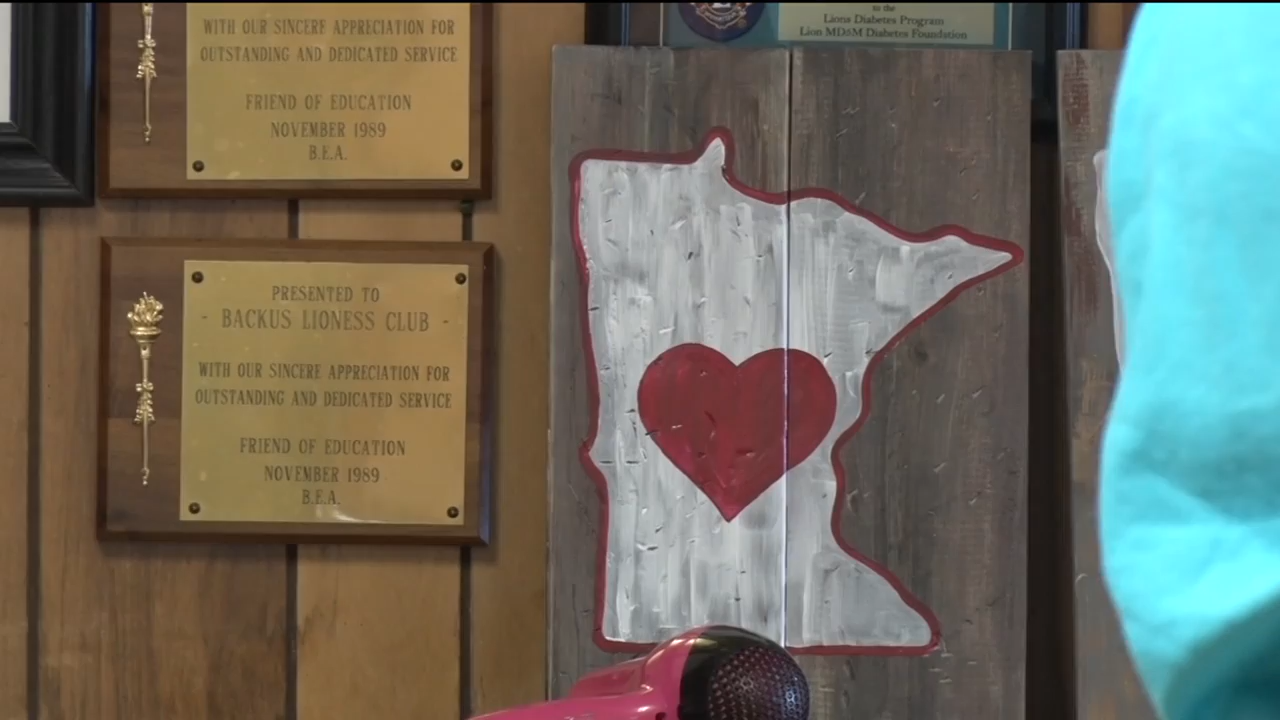 WITH OUR SINCERE APPRECIATION FOR
OUTSTANDING AND DEDICATED SERVICE
FRIEND OF EDUCATION
NOVEMBER 1989
B.E.A.
to the
Lions Diabetes Program
Lion MD5M Diabetes Foundation
PRESENTED TO
- BACKUS LIONESS CLUB -
WITH OUR SINCERE APPRECIATION FOR
OUTSTANDING AND DEDICATED SERVICE
FRIEND OF EDUCATION
NOVEMBER 1989
B.E.A.